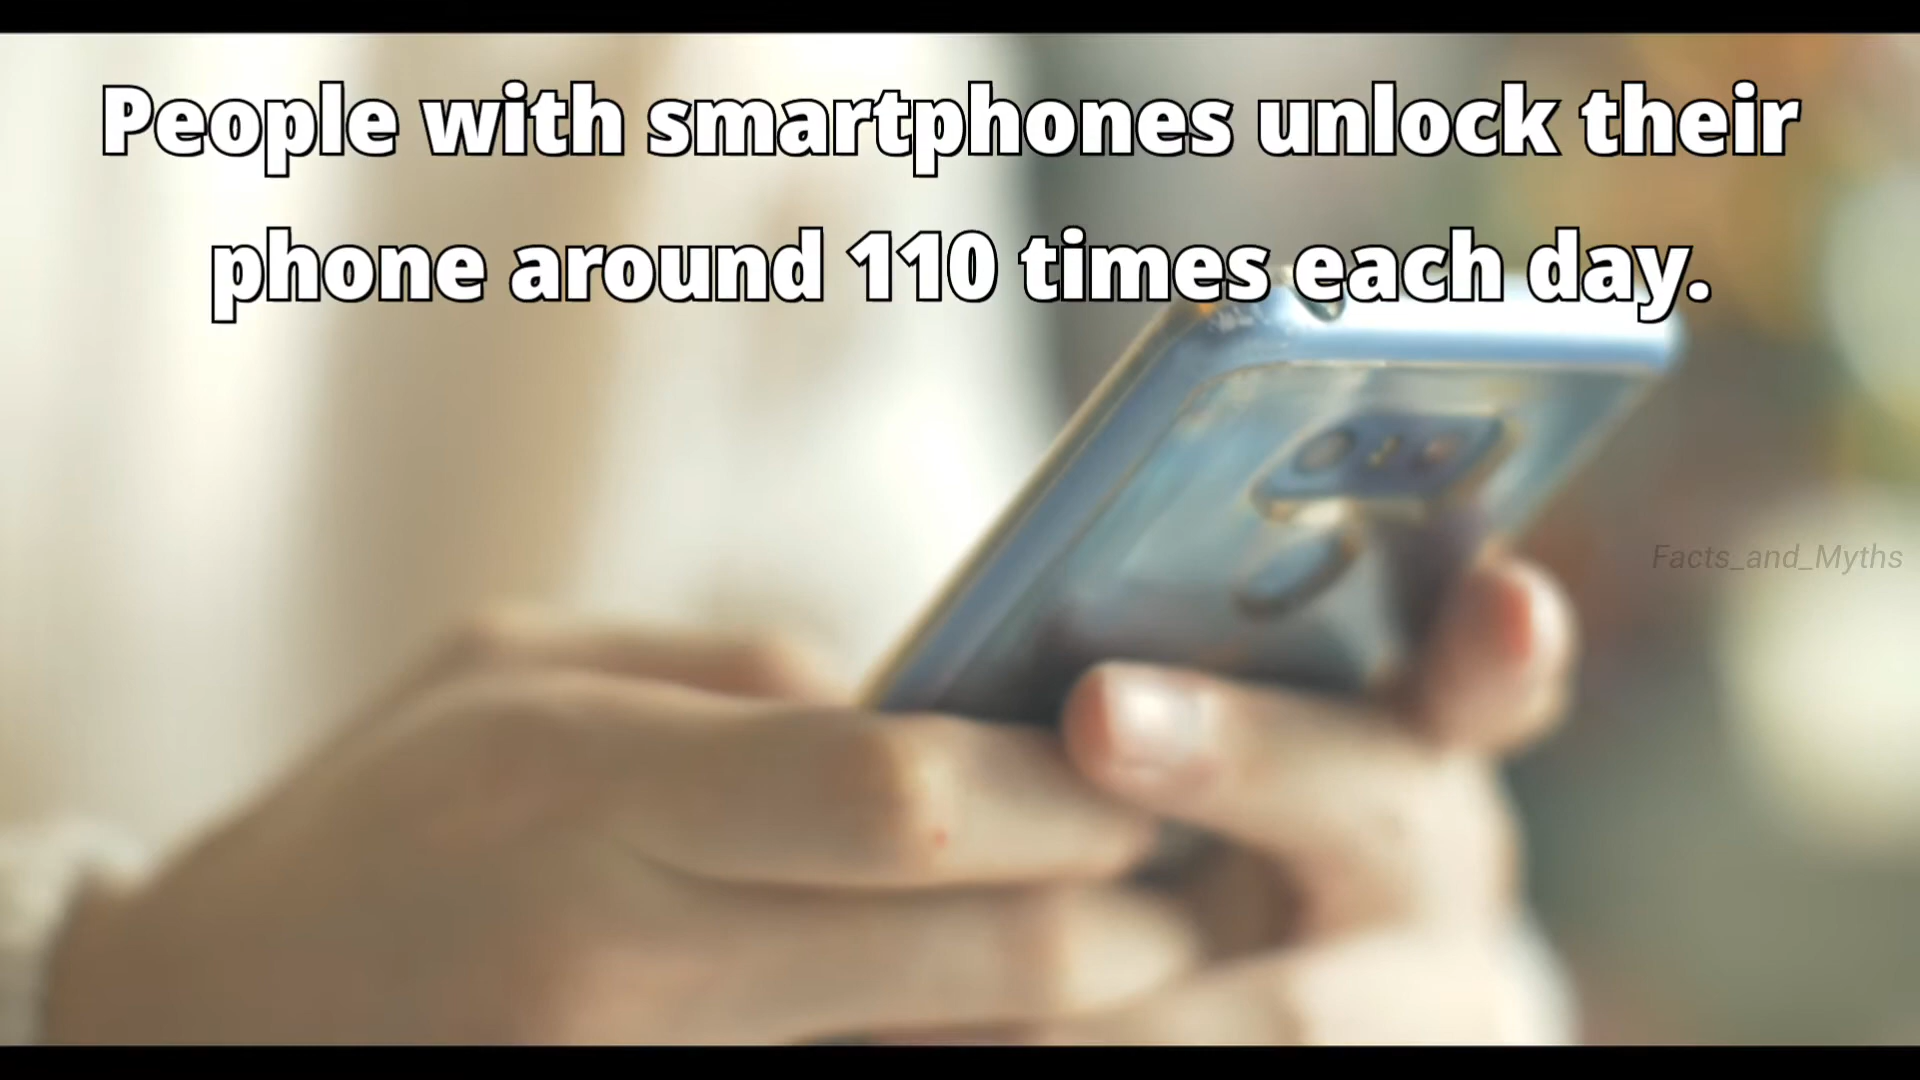 People with smartphones unlock their
phone around 110 times each day.
Facts_and_Myths